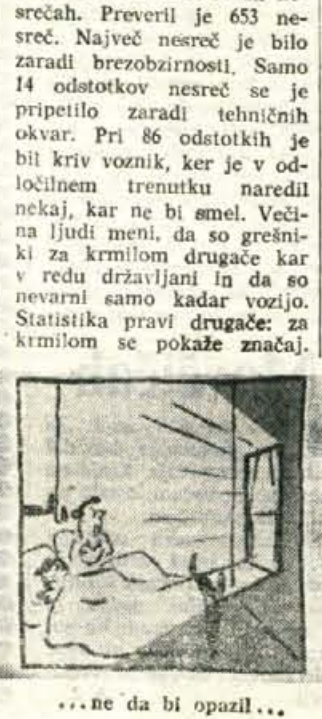 srečah. Preveril je 653 ne-
sreč. Največ nesreč je bilo
zaradi brezobzirnosti. Samo
14 odstotkov nesreč se je
pripetilo zaradi tehničnih
okvar. Pri 86 odstotkih je
bil kriv voznik, ker je v od-
ločilnem trenutku naredil
nekaj, kar ne bi smel. Veči-
na ljudi meni, da so grešni-
ki za krmilom drugače kar
v redu državljani in da so
nevarni samo kadar vozijo.
Statistika pravi drugače: za
krmilom se pokaže značaj.
...ne da bi opazil...